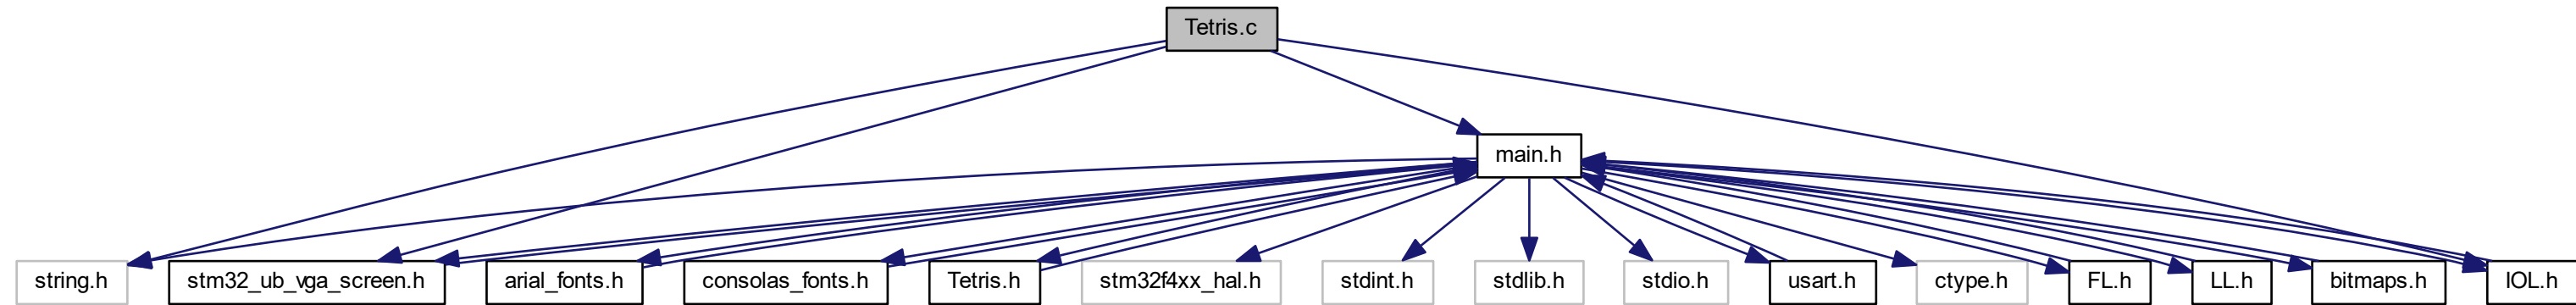 Tetris.c
main.h
string.h
stm32_ub_vga_screen.h
arial_fonts.h
consolas_fonts.h
Tetris.h
stm32f4xx_hal.h
stdint.h
stdlib.h
stdio.h
usart.h
ctype.h
FL.h
LL.h
bitmaps.h
IOL.h